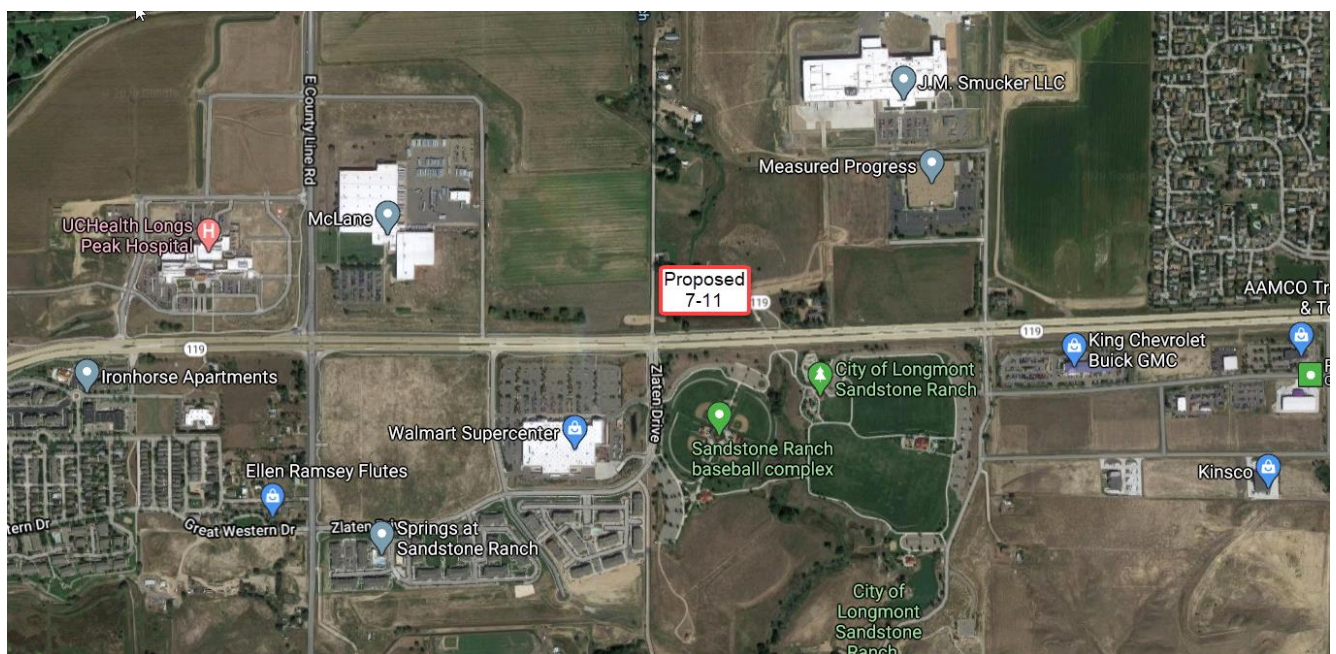 E County Line Rd
J.M. Smucker LLC
Measured Progress
UCHealth Longs
Peak Hospital
McLane
Proposed
7-11
119
AAMCO Tr
& To
119
119
King Chevrolet
Buick GMC
Ironhorse Apartments
City of Longmont
Sandstone Ranch
Zlaten Drive
Walmart Supercenter
Sandstone Ranch
baseball complex
Ellen Ramsey Flutes
Kinsco
tern Dr
Great Western Dr
Springs at
Sandstone Ranch
City of
Longmont
Sandstone
Ranch